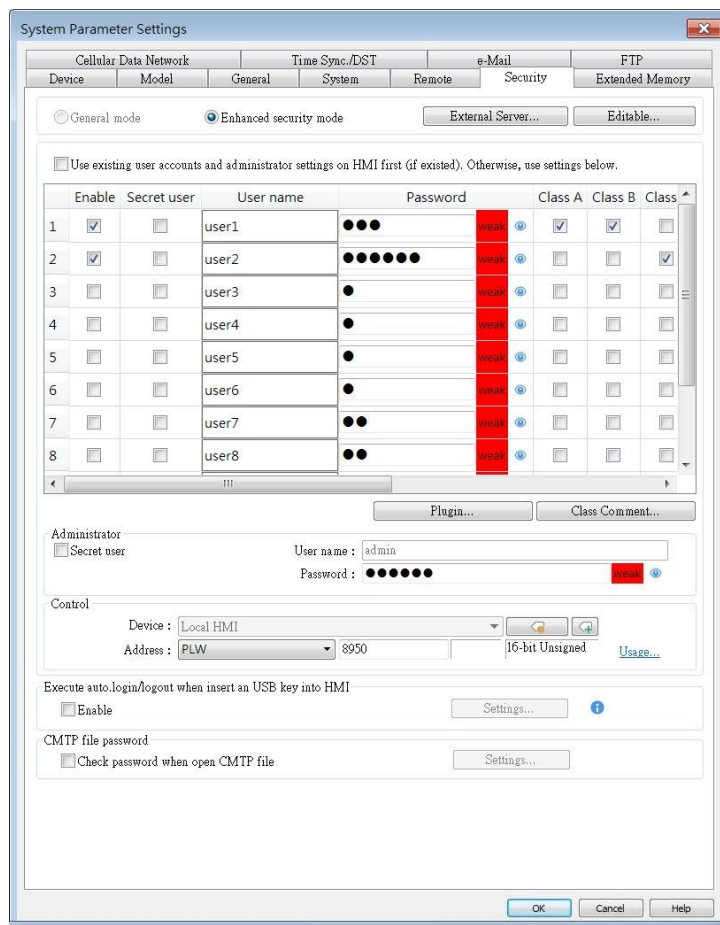 System Parameter Settings
Cellular Data Network Time Sync./DST e-Mail FTP
Device Model General System Remote Security Extended Memory
General mode Enhanced security mode External Server... Editable...
Use existing user accounts and administrator settings on HMI first (if existed). Otherwise, use settings below.
Enable Secret user User name Password Class A Class B Class
1 user1 ●●● weak
2 user2 ●●●●●● weak
3 user3 ● weak
4 user4 ● weak
5 user5 ● weak
6 user6 ● weak
7 user7 ●● weak
8 user8 ●● weak
Plugin... Class Comment...
Administrator
Secret user User name : admin
Password : ●●●●●● weak
Control
Device : Local HMI
Address : PLW 8950 16-bit Unsigned Usage...
Execute auto.login/logout when insert an USB key into HMI
Enable Settings...
CMTP file password
Check password when open CMTP file Settings...
OK Cancel Help